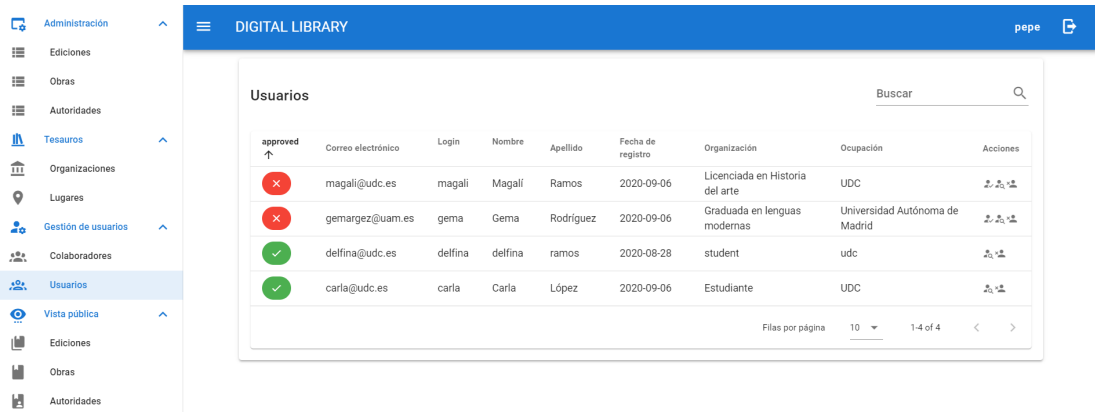 Administración
Ediciones
Obras
Autoridades
Tesauros
Organizaciones
Lugares
Gestión de usuarios
Colaboradores
Usuarios
Vista pública
Ediciones
Obras
Autoridades
DIGITAL LIBRARY
pepe
Usuarios
Buscar
approved Correo electrónico Login Nombre Apellido Fecha de registro Organización Ocupación Acciones
magali@udc.es magali Magalí Ramos 2020-09-06 Licenciada en Historia del arte UDC
gemargez@uam.es gema Gema Rodríguez 2020-09-06 Graduada en lenguas modernas Universidad Autónoma de Madrid
delfina@udc.es delfina delfina ramos 2020-08-28 student udc
carla@udc.es carla Carla López 2020-09-06 Estudiante UDC
Filas por página 10 1-4 of 4